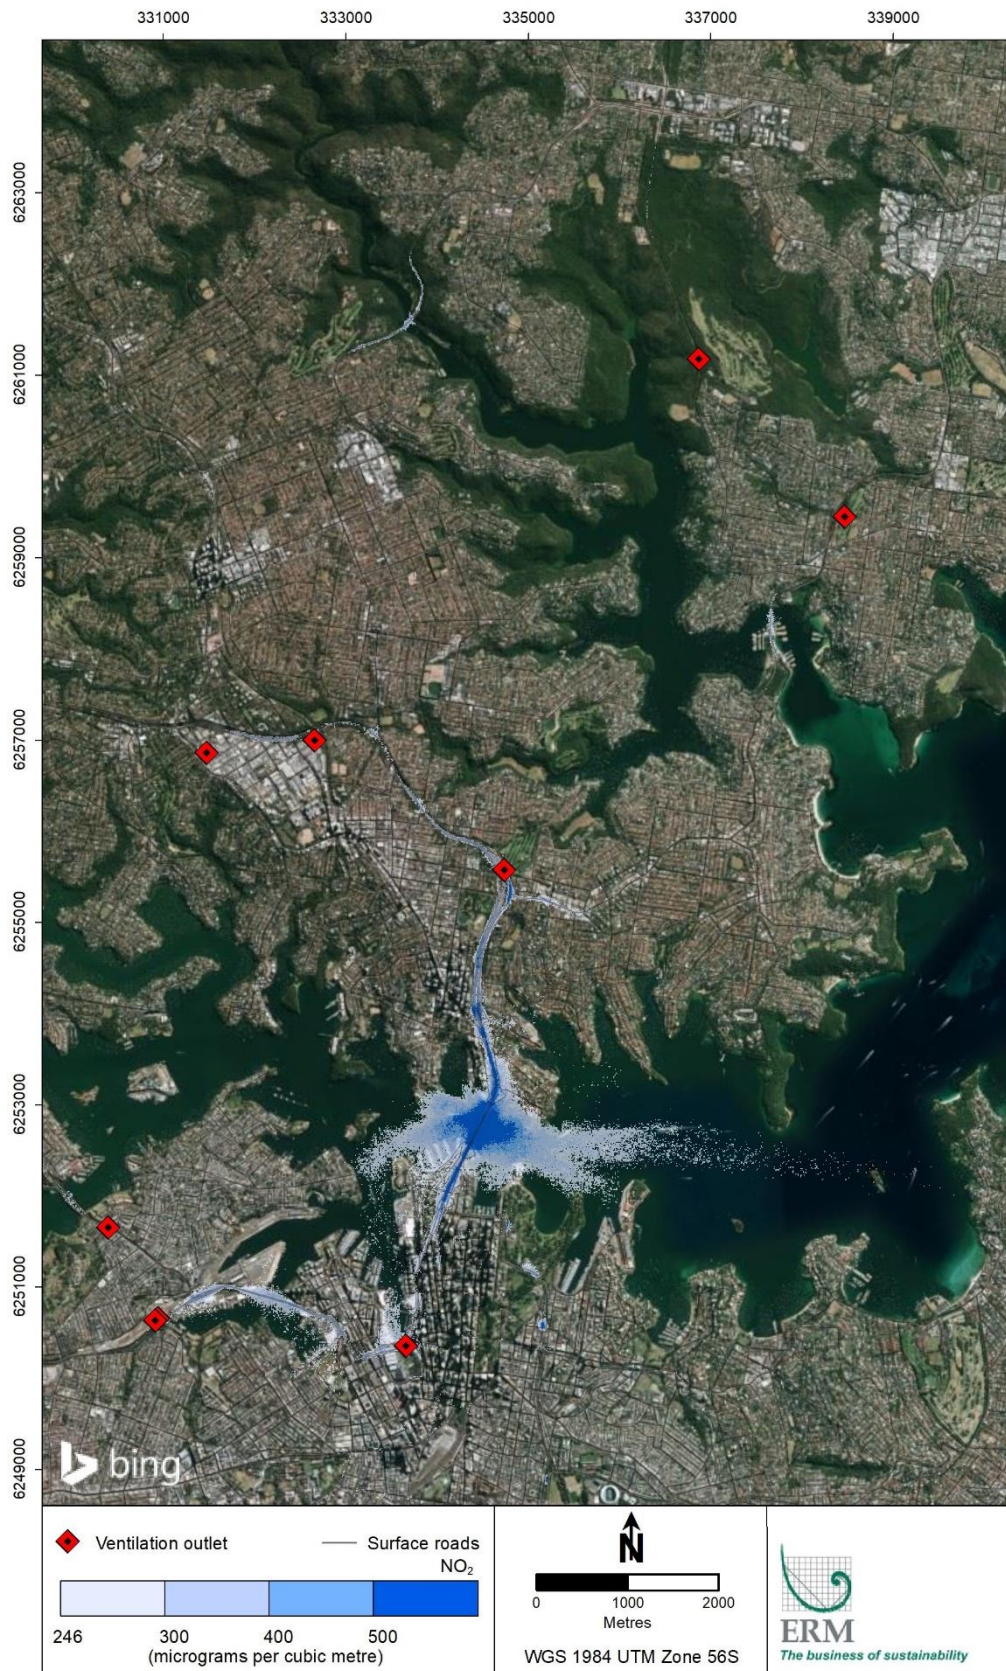 331000 333000 335000 337000 339000
6263000
6261000
6259000
6257000
6255000
6253000
6251000
6249000
bing
Ventilation outlet
Surface roads
NO₂
246 300 400 500
(micrograms per cubic metre)
N
0 1000 2000
Metres
WGS 1984 UTM Zone 56S
ERM
The business of sustainability